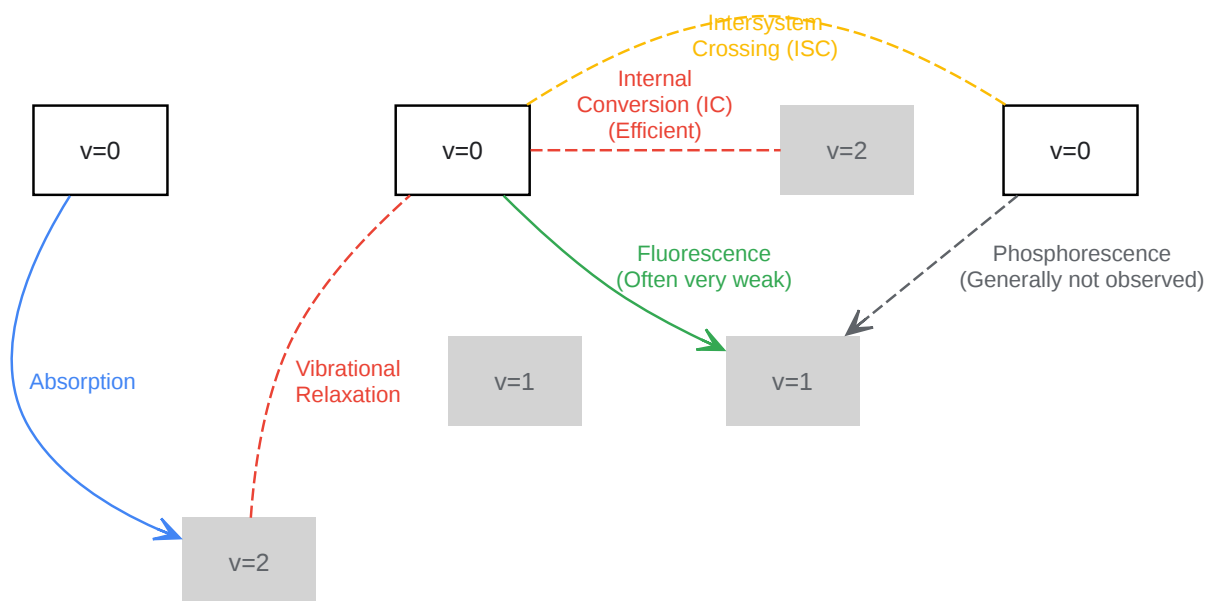 Intersystem
Crossing (ISC)
Internal
Conversion (IC)
(Efficient)
v=0
v=0
v=2
v=0
Fluorescence
(Often very weak)
Phosphorescence
(Generally not observed)
Absorption
Vibrational
Relaxation
v=1
v=1
v=2